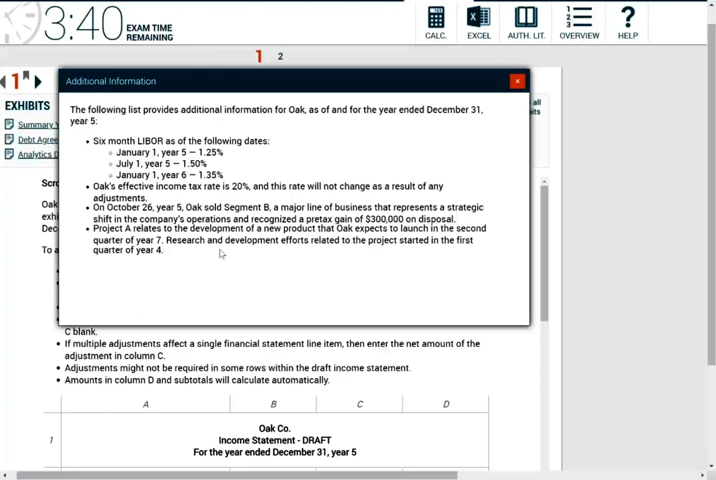 3:40 EXAM TIME
REMAINING
CALC.
EXCEL
AUTH. LIT.
1
2
3
OVERVIEW
?
HELP
1 2
1
EXHIBITS
Summary
Debt Agree
Analytics D
all
bits
Additional Information
×
The following list provides additional information for Oak, as of and for the year ended December 31,
year 5:
• Six month LIBOR as of the following dates:
○ January 1, year 5 — 1.25%
○ July 1, year 5 — 1.50%
○ January 1, year 6 — 1.35%
• Oak's effective income tax rate is 20%, and this rate will not change as a result of any
adjustments.
• On October 26, year 5, Oak sold Segment B, a major line of business that represents a strategic
shift in the company's operations and recognized a pretax gain of $300,000 on disposal.
• Project A relates to the development of a new product that Oak expects to launch in the second
quarter of year 7. Research and development efforts related to the project started in the first
quarter of year 4.
Scro
Oak
exhi
Dec
To a
C blank.
• If multiple adjustments affect a single financial statement line item, then enter the net amount of the
adjustment in column C.
• Adjustments might not be required in some rows within the draft income statement.
• Amounts in column D and subtotals will calculate automatically.
A B C D
1
Oak Co.
Income Statement - DRAFT
For the year ended December 31, year 5